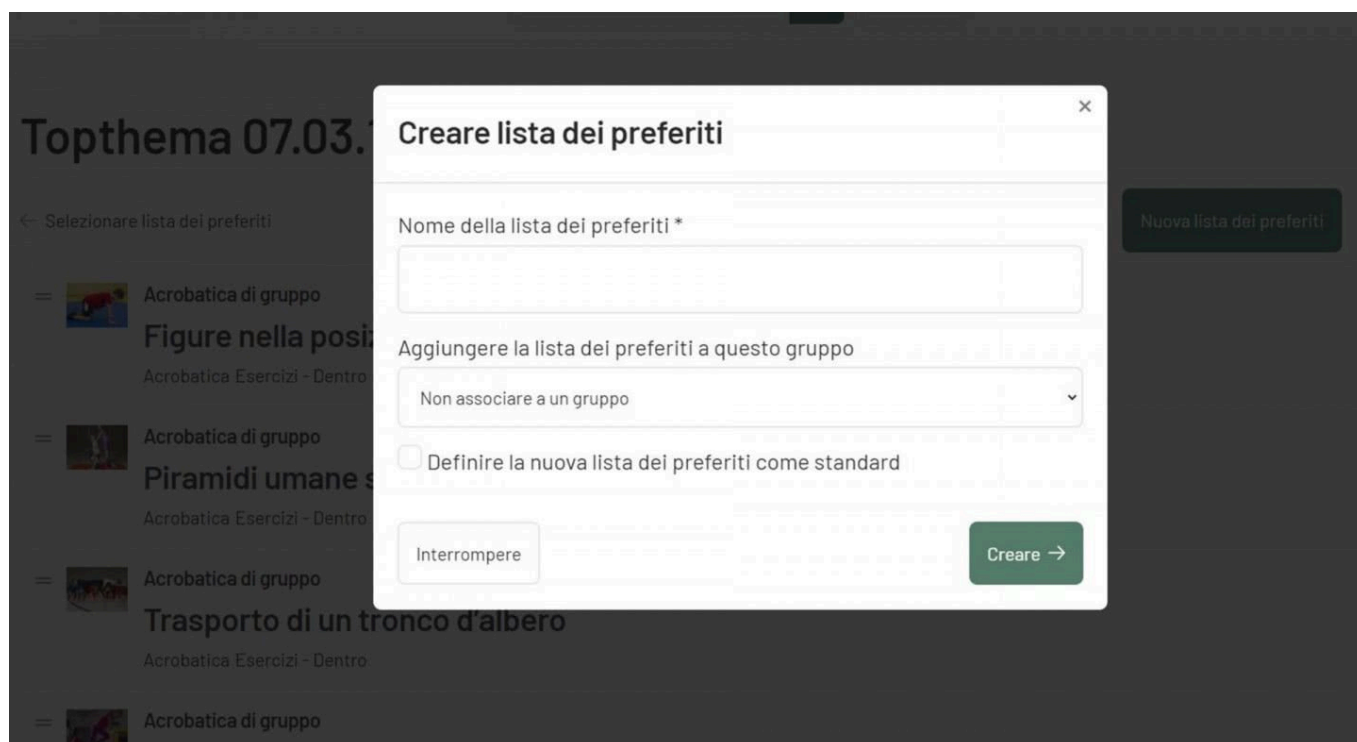 Topthema 07.03.
Creare lista dei preferiti
×
← Selezionare lista dei preferiti
Nuova lista dei preferiti
Nome della lista dei preferiti *
Aggiungere la lista dei preferiti a questo gruppo
Non associare a un gruppo
Definire la nuova lista dei preferiti come standard
Interrompere
Creare →
Acrobatica di gruppo
Figure nella
Acrobatica Esercizi - Dentro
Acrobatica di gruppo
Piramidi umane
Acrobatica Esercizi - Dentro
Acrobatica di gruppo
Trasporto di un tronco d'albero
Acrobatica Esercizi - Dentro
Acrobatica di gruppo